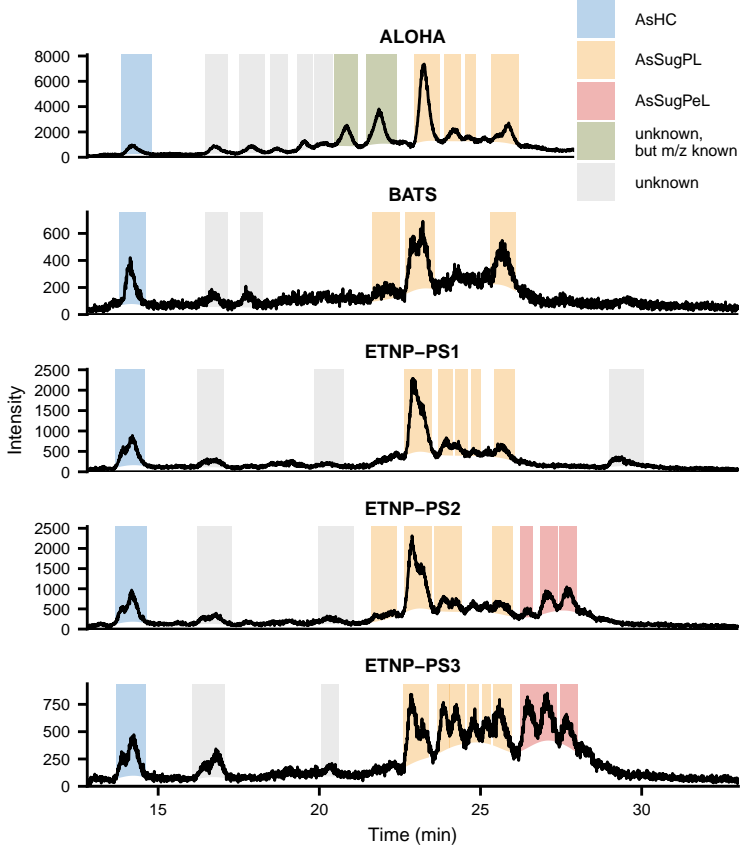 AsHC
AsSugPL
AsSugPeL
unknown,
but m/z known
unknown
ALOHA
8000
6000
4000
2000
0
BATS
600
400
200
0
ETNP−PS1
2500
2000
1500
1000
500
0
ETNP−PS2
2500
2000
1500
1000
500
0
ETNP−PS3
750
500
250
0
15
20
25
30
Time (min)
Intensity